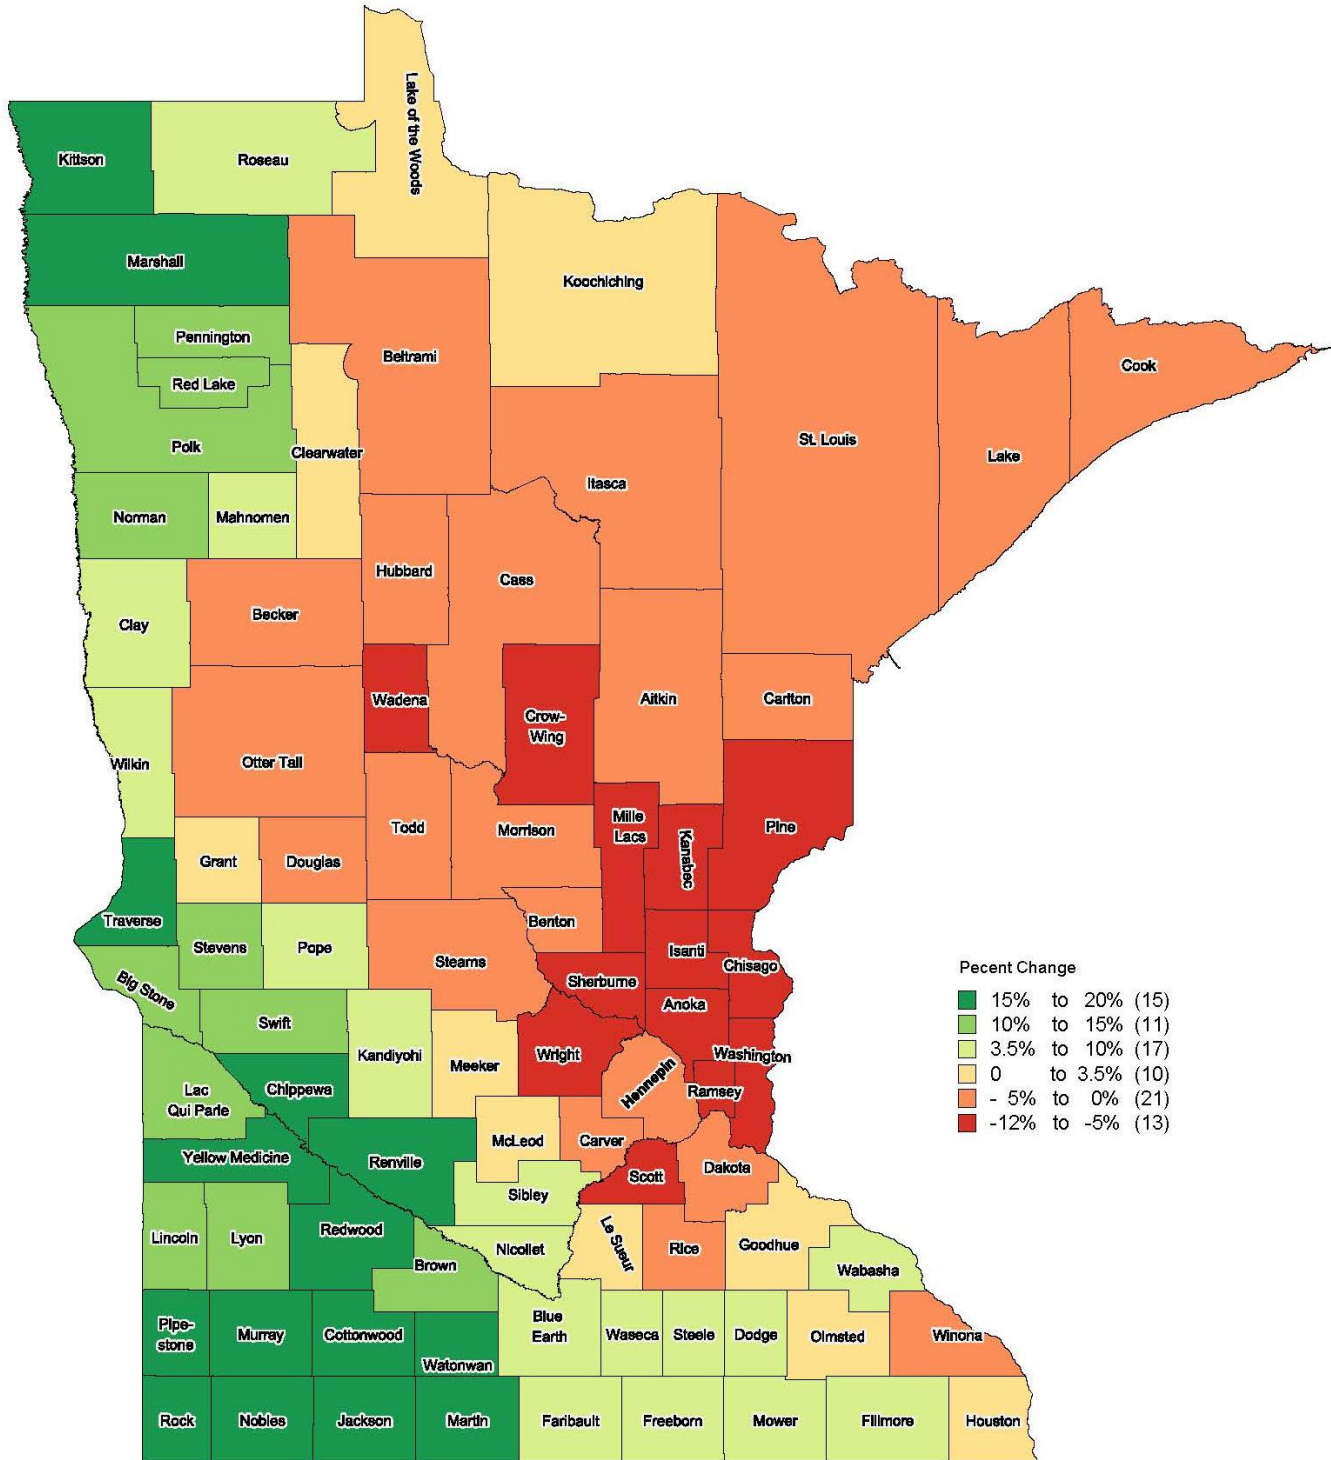 Lake of the Woods
Kittson
Roseau
Marshall
Koochiching
Pennington
Beltrami
Cook
Red Lake
St. Louis
Polk
Clearwater
Lake
Itasca
Norman
Mahnomen
Hubbard
Cass
Becker
Clay
Wadena
Aitkin
Carlton
Crow-
Wing
Wilkin
Otter Tail
Mille
Lacs
Todd
Morrison
Pine
Kanabec
Grant
Douglas
Traverse
Benton
Stevens
Pope
Isanti
Stearns
Chisago
Big Stone
Sherburne
Anoka
Swift
Kandiyohi
Wright
Washington
Meeker
Hennepin
Chippewa
Ramsey
Lac
Qui Parle
McLeod
Carver
Yellow Medicine
Renville
Dakota
Scott
Sibley
Redwood
Le Sueur
Lincoln
Lyon
Nicollet
Rice
Goodhue
Brown
Wabasha
Pipe-
stone
Murray
Cottonwood
Watonwan
Blue
Earth
Waseca
Steele
Dodge
Olmsted
Winona
Rock
Nobles
Jackson
Martin
Faribault
Freeborn
Mower
Fillmore
Houston
Pecent Change
15% to 20% (15)
10% to 15% (11)
3.5% to 10% (17)
0 to 3.5% (10)
- 5% to 0% (21)
-12% to -5% (13)